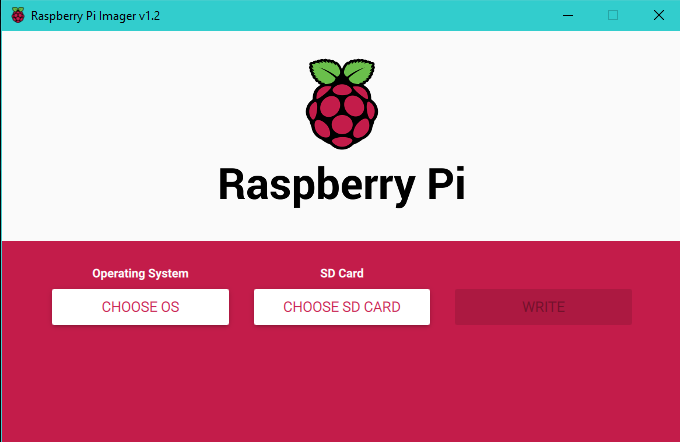 Raspberry Pi Imager v1.2
Raspberry Pi
Operating System
SD Card
CHOOSE OS
CHOOSE SD CARD
WRITE